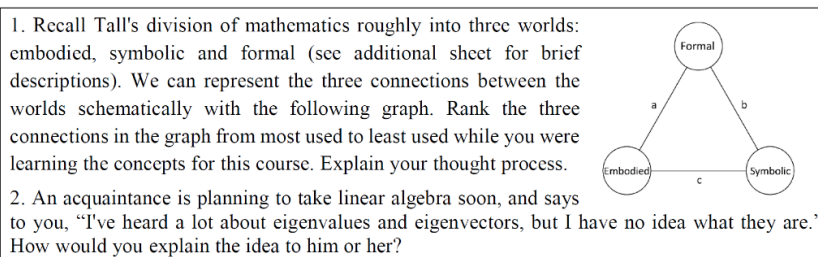 1. Recall Tall's division of mathematics roughly into three worlds:
embodied, symbolic and formal (see additional sheet for brief
descriptions). We can represent the three connections between the
worlds schematically with the following graph. Rank the three
connections in the graph from most used to least used while you were
learning the concepts for this course. Explain your thought process.
Formal
a
b
Embodied
Symbolic
c
2. An acquaintance is planning to take linear algebra soon, and says
to you, “I've heard a lot about eigenvalues and eigenvectors, but I have no idea what they are.”
How would you explain the idea to him or her?